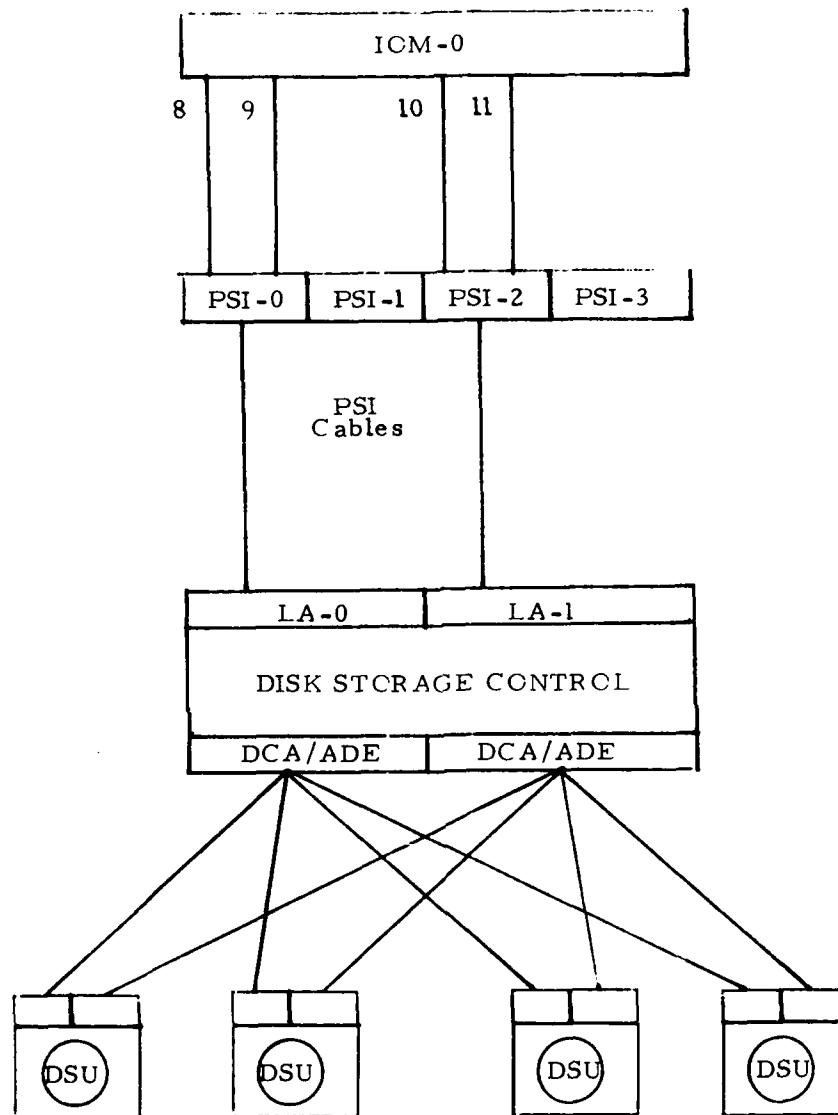 IOM-0
8 9 10 11
PSI-0 PSI-1 PSI-2 PSI-3
PSI
Cables
LA-0 LA-1
DISK STORAGE CONTROL
DCA/ADE DCA/ADE
DSU DSU DSU DSU